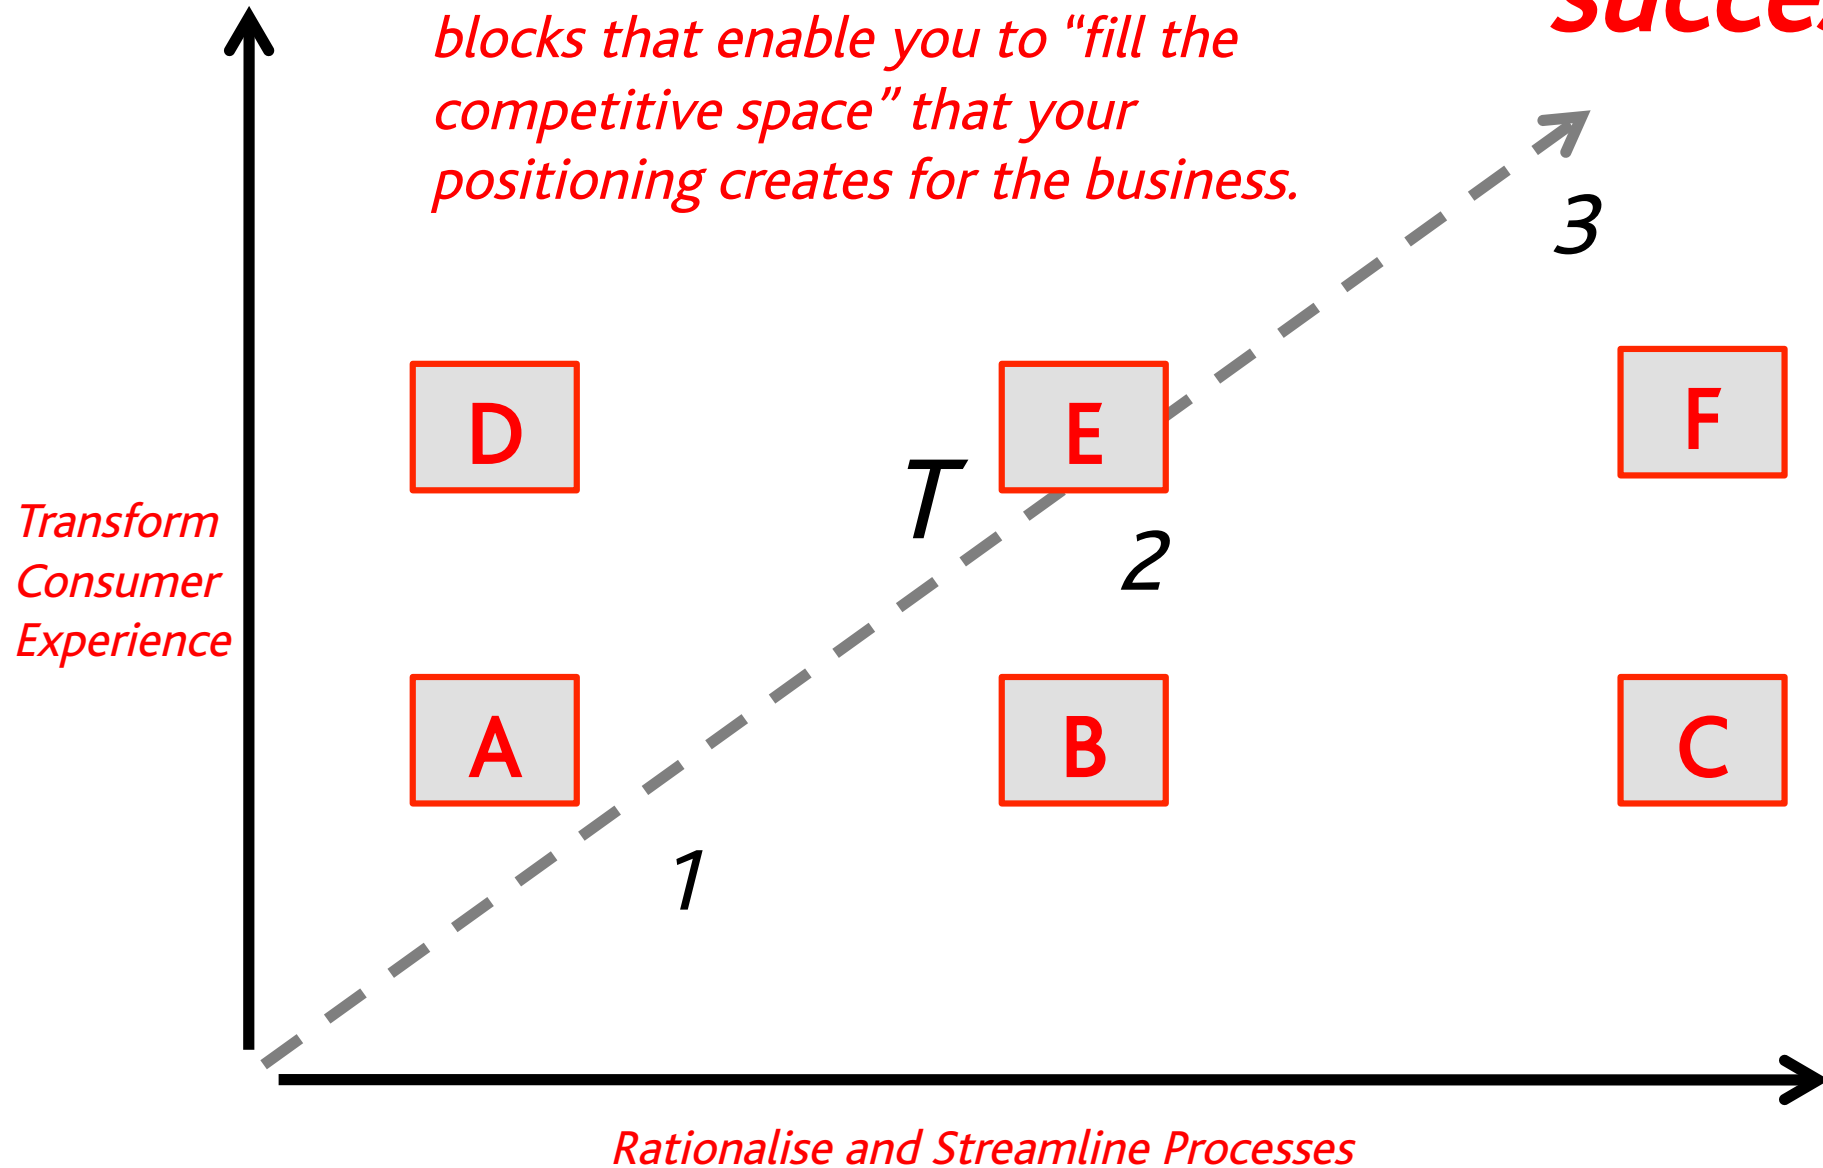 blocks that enable you to “fill the
competitive space” that your
positioning creates for the business.
3
D
E
F
T
2
Transform
Consumer
Experience
A
B
C
1
Rationalise and Streamline Processes